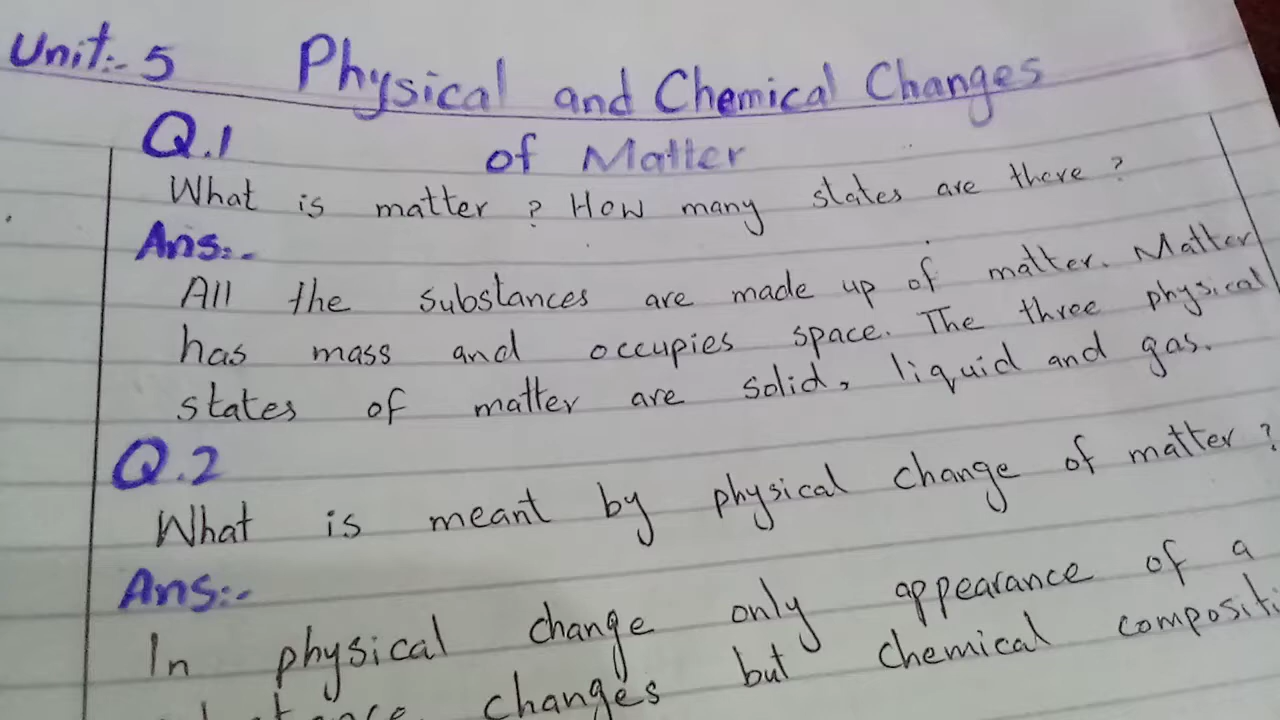 Unit:- 5 Physical and Chemical Changes
of Matter
Q.1
What is matter ? How many states are there ?
Ans:-
All the substances are made up of matter. Matter
has mass and occupies space. The three physical
states of matter are solid, liquid and gas.
Q.2
What is meant by physical change of matter ?
Ans:-
In physical change only appearance of a
changes but chemical